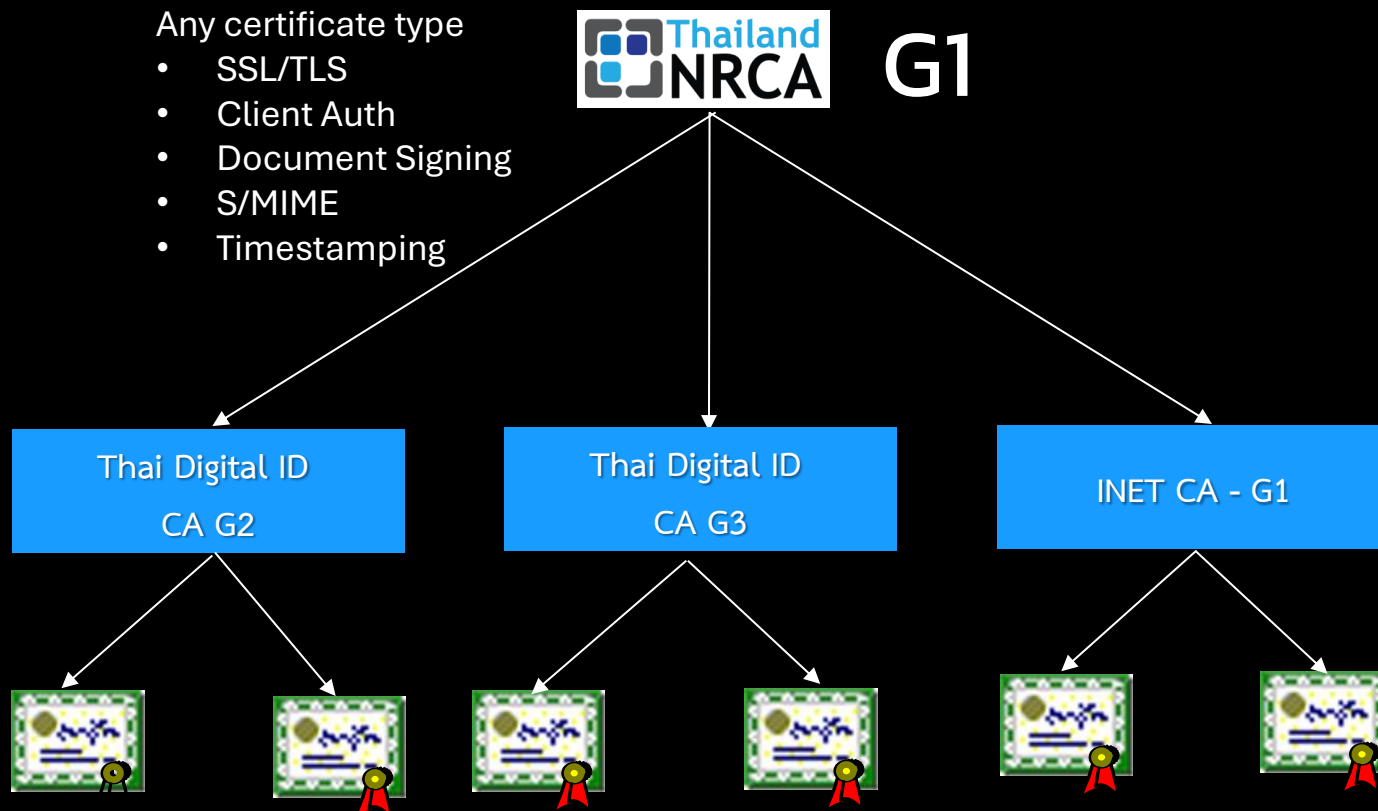 Any certificate type
• SSL/TLS
• Client Auth
• Document Signing
• S/MIME
• Timestamping
Thailand
NRCA
G1
Thai Digital ID
CA G2
Thai Digital ID
CA G3
INET CA - G1